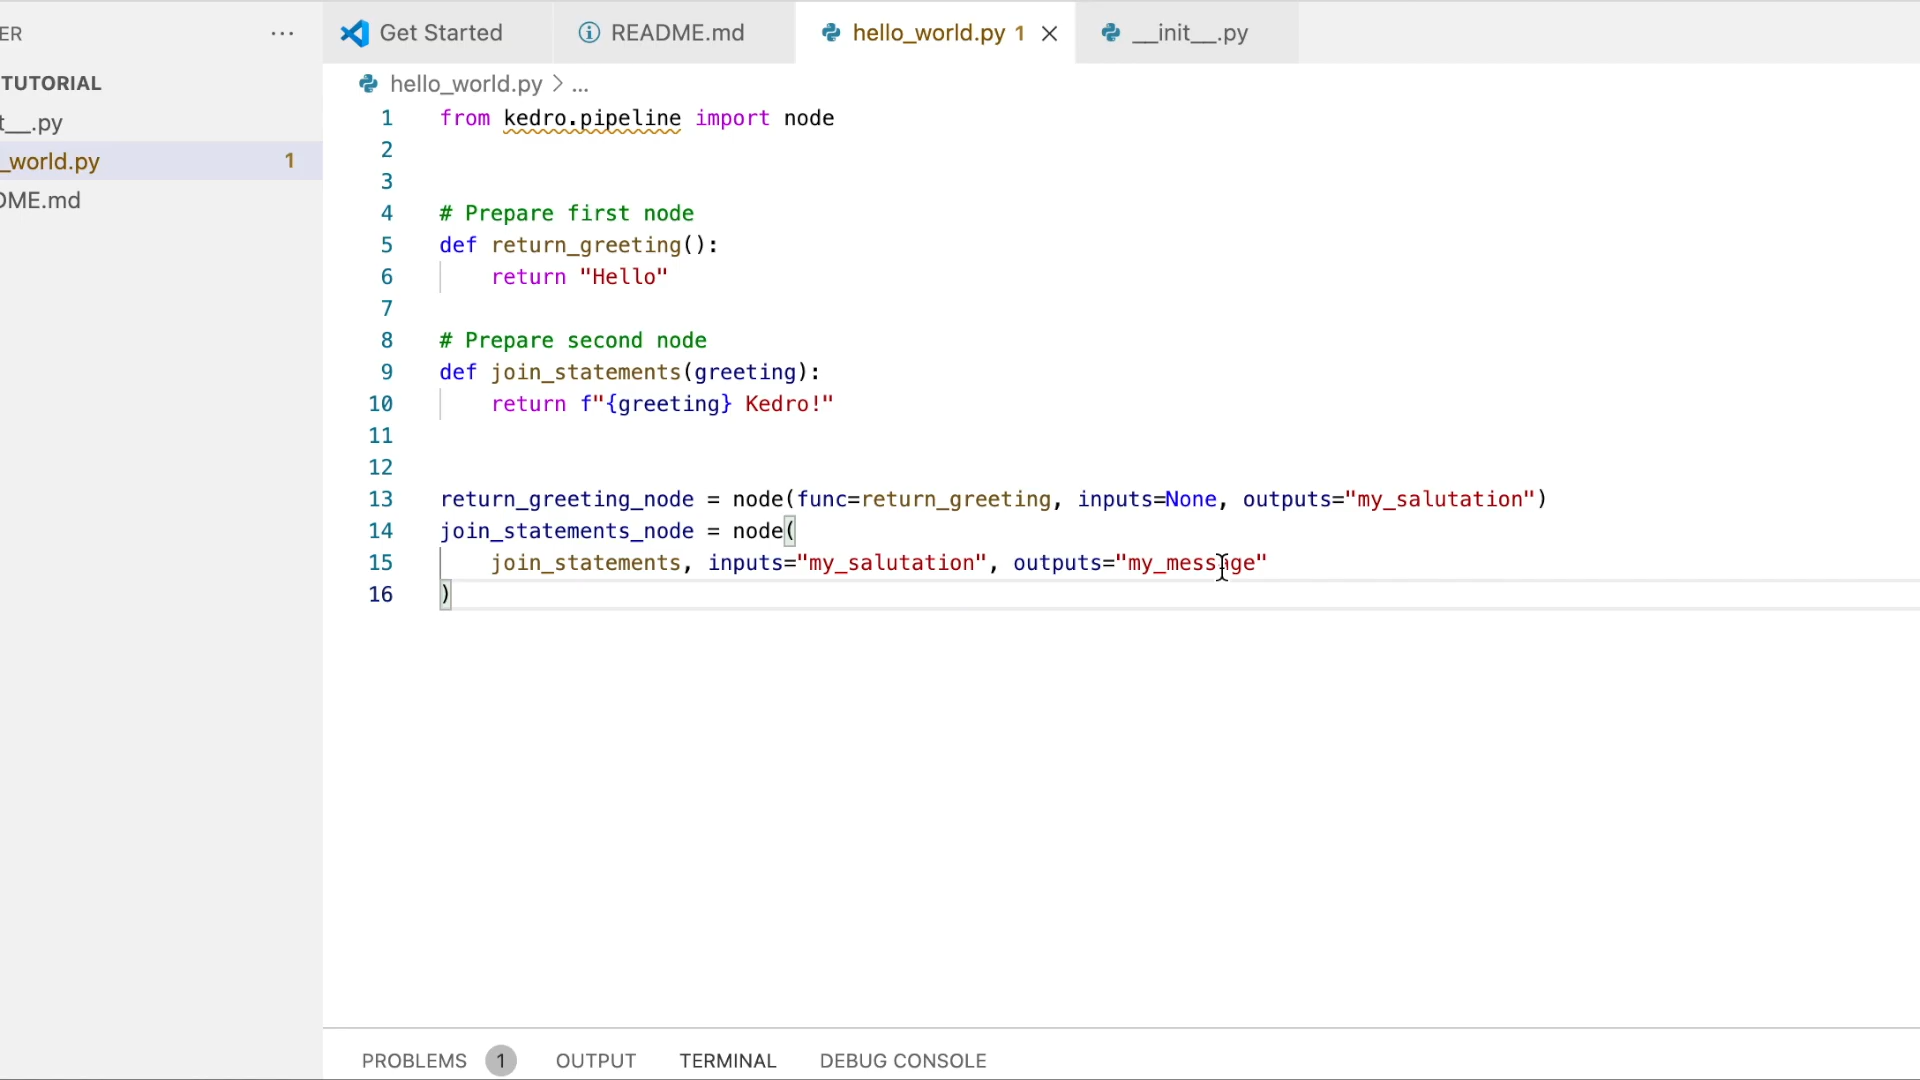 ER ...
Get Started README.md hello_world.py 1 __init__.py
TUTORIAL
hello_world.py > ...
t__.py
_world.py 1
OME.md
1 from kedro.pipeline import node
2
3
4 # Prepare first node
5 def return_greeting():
6 return "Hello"
7
8 # Prepare second node
9 def join_statements(greeting):
10 return f"{greeting} Kedro!"
11
12
13 return_greeting_node = node(func=return_greeting, inputs=None, outputs="my_salutation")
14 join_statements_node = node(
15 join_statements, inputs="my_salutation", outputs="my_message"
16 )
PROBLEMS 1 OUTPUT TERMINAL DEBUG CONSOLE